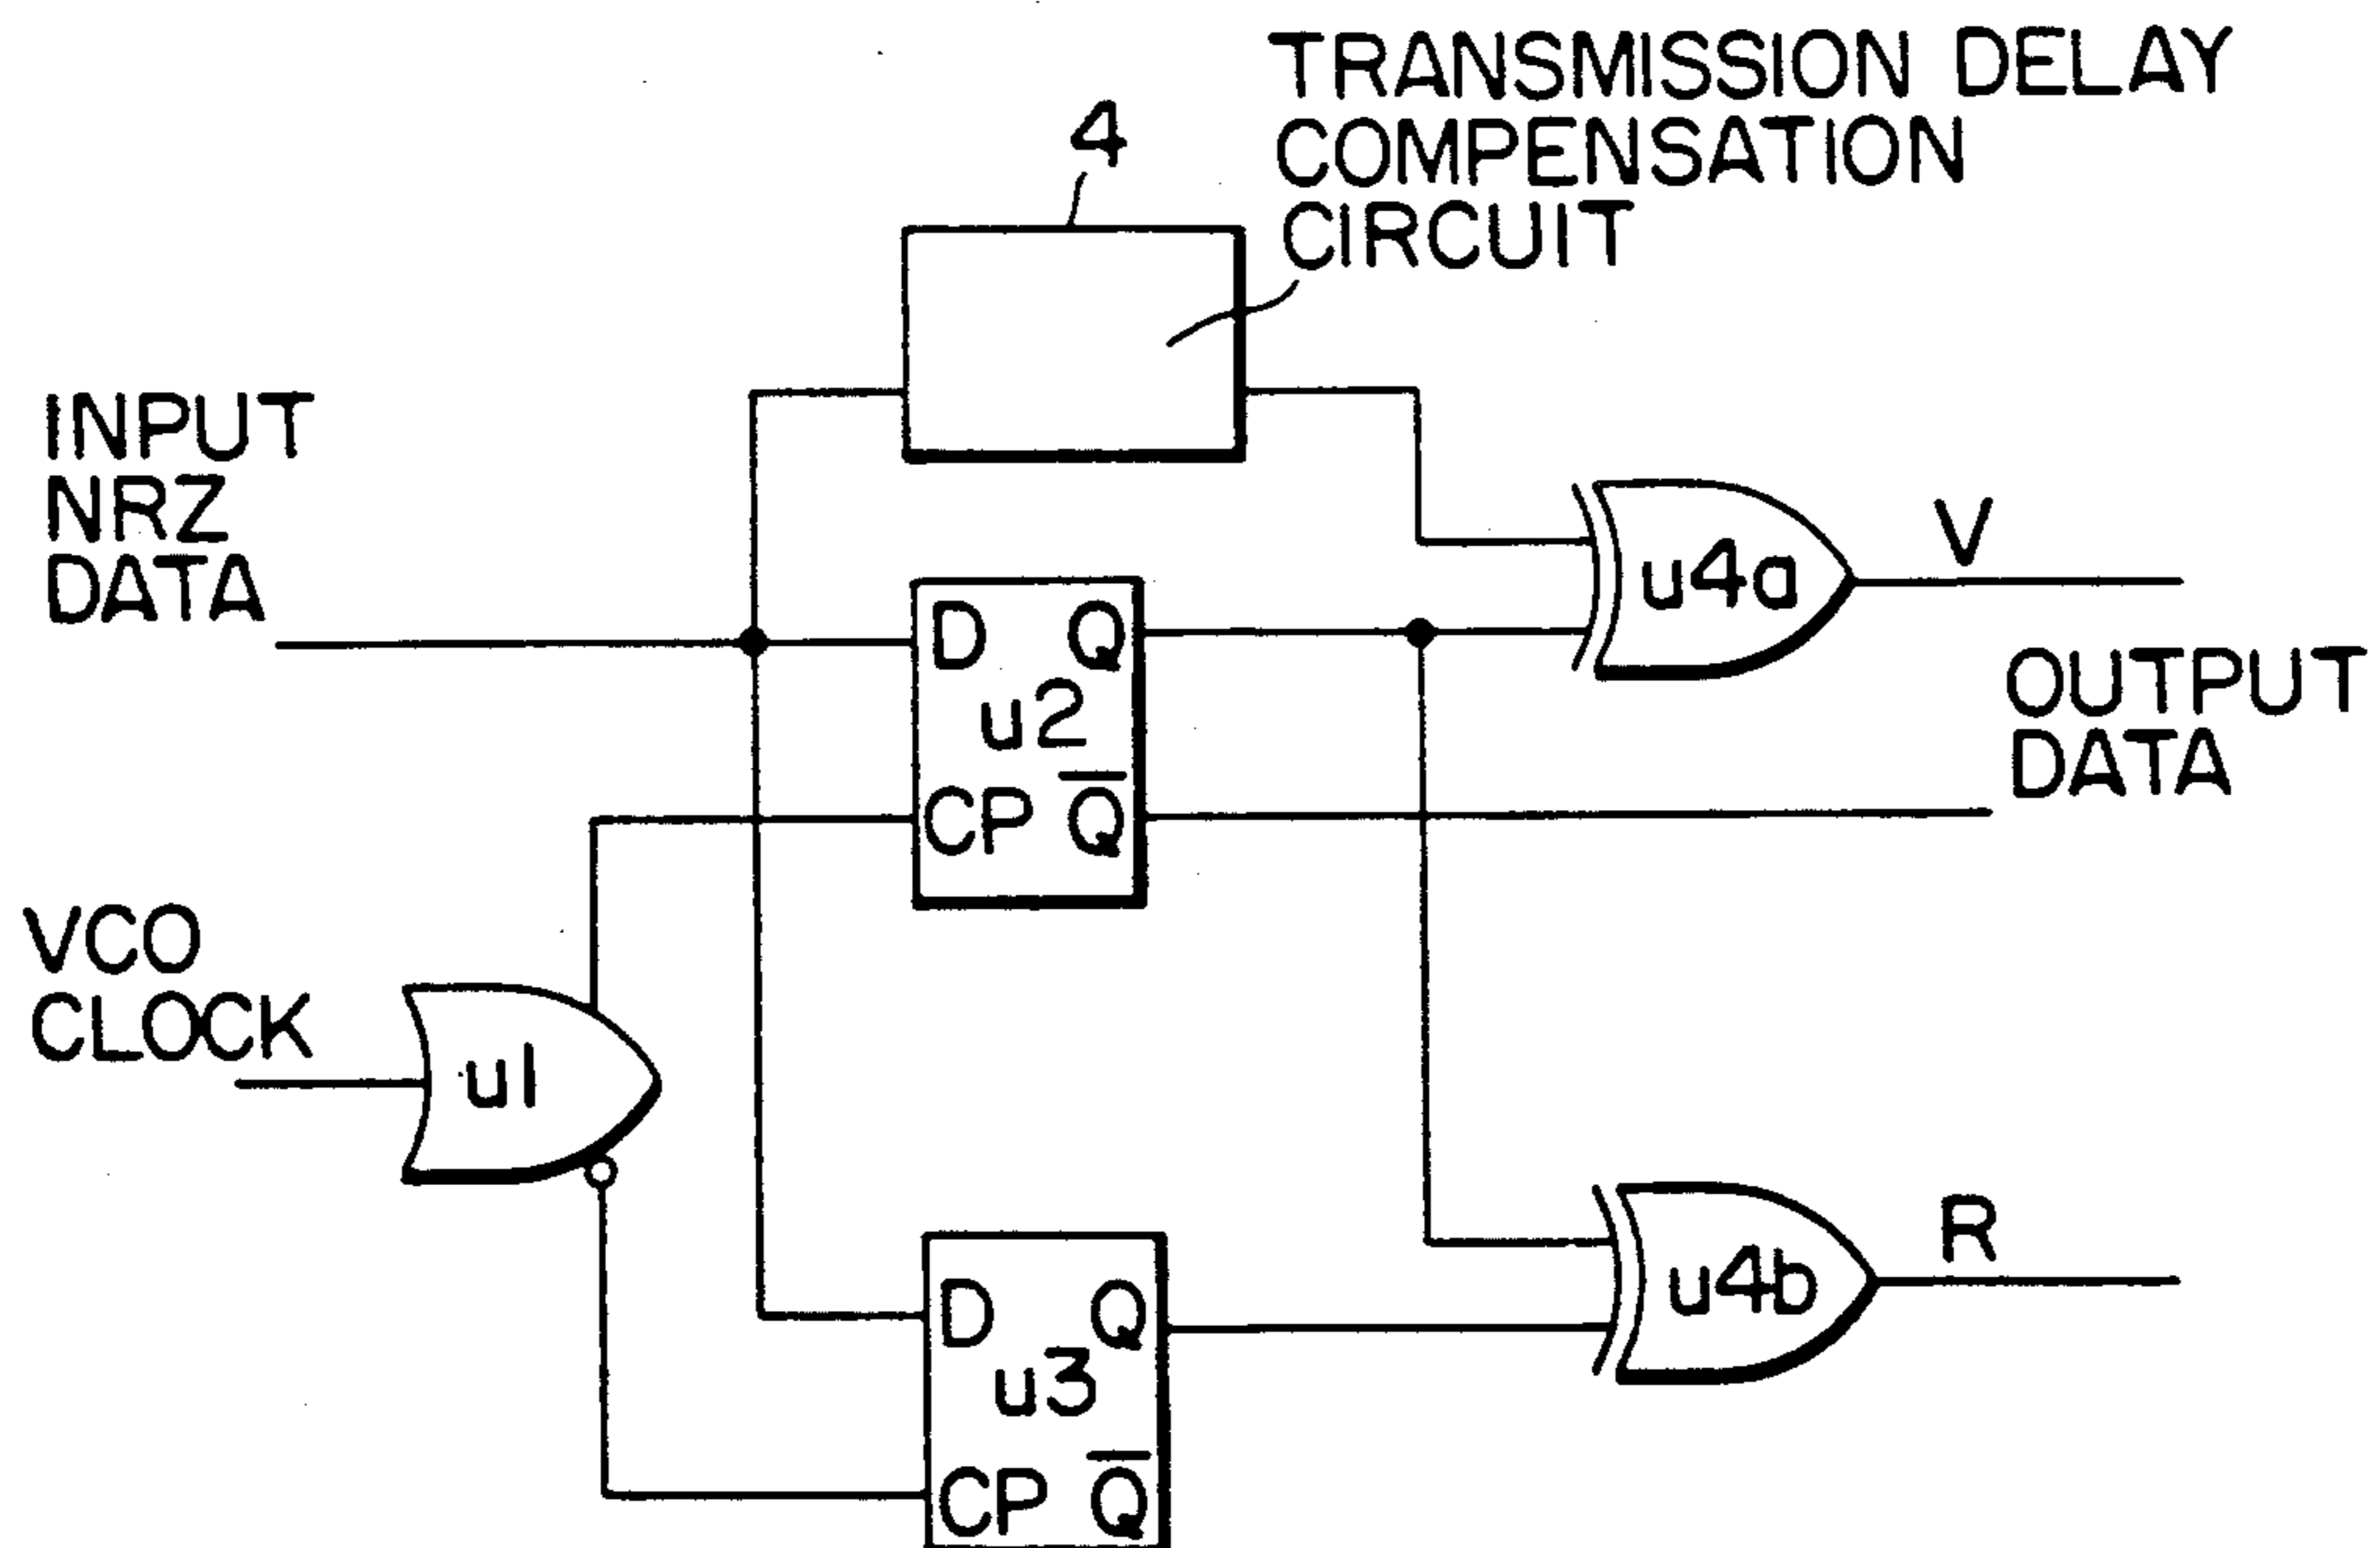 TRANSMISSION DELAY
COMPENSATION
CIRCUIT
4
INPUT
NRZ
DATA
u4a
V
D Q
u2
CP Q̅
OUTPUT
DATA
VCO
CLOCK
u1
u4b
R
D Q
u3
CP Q̅